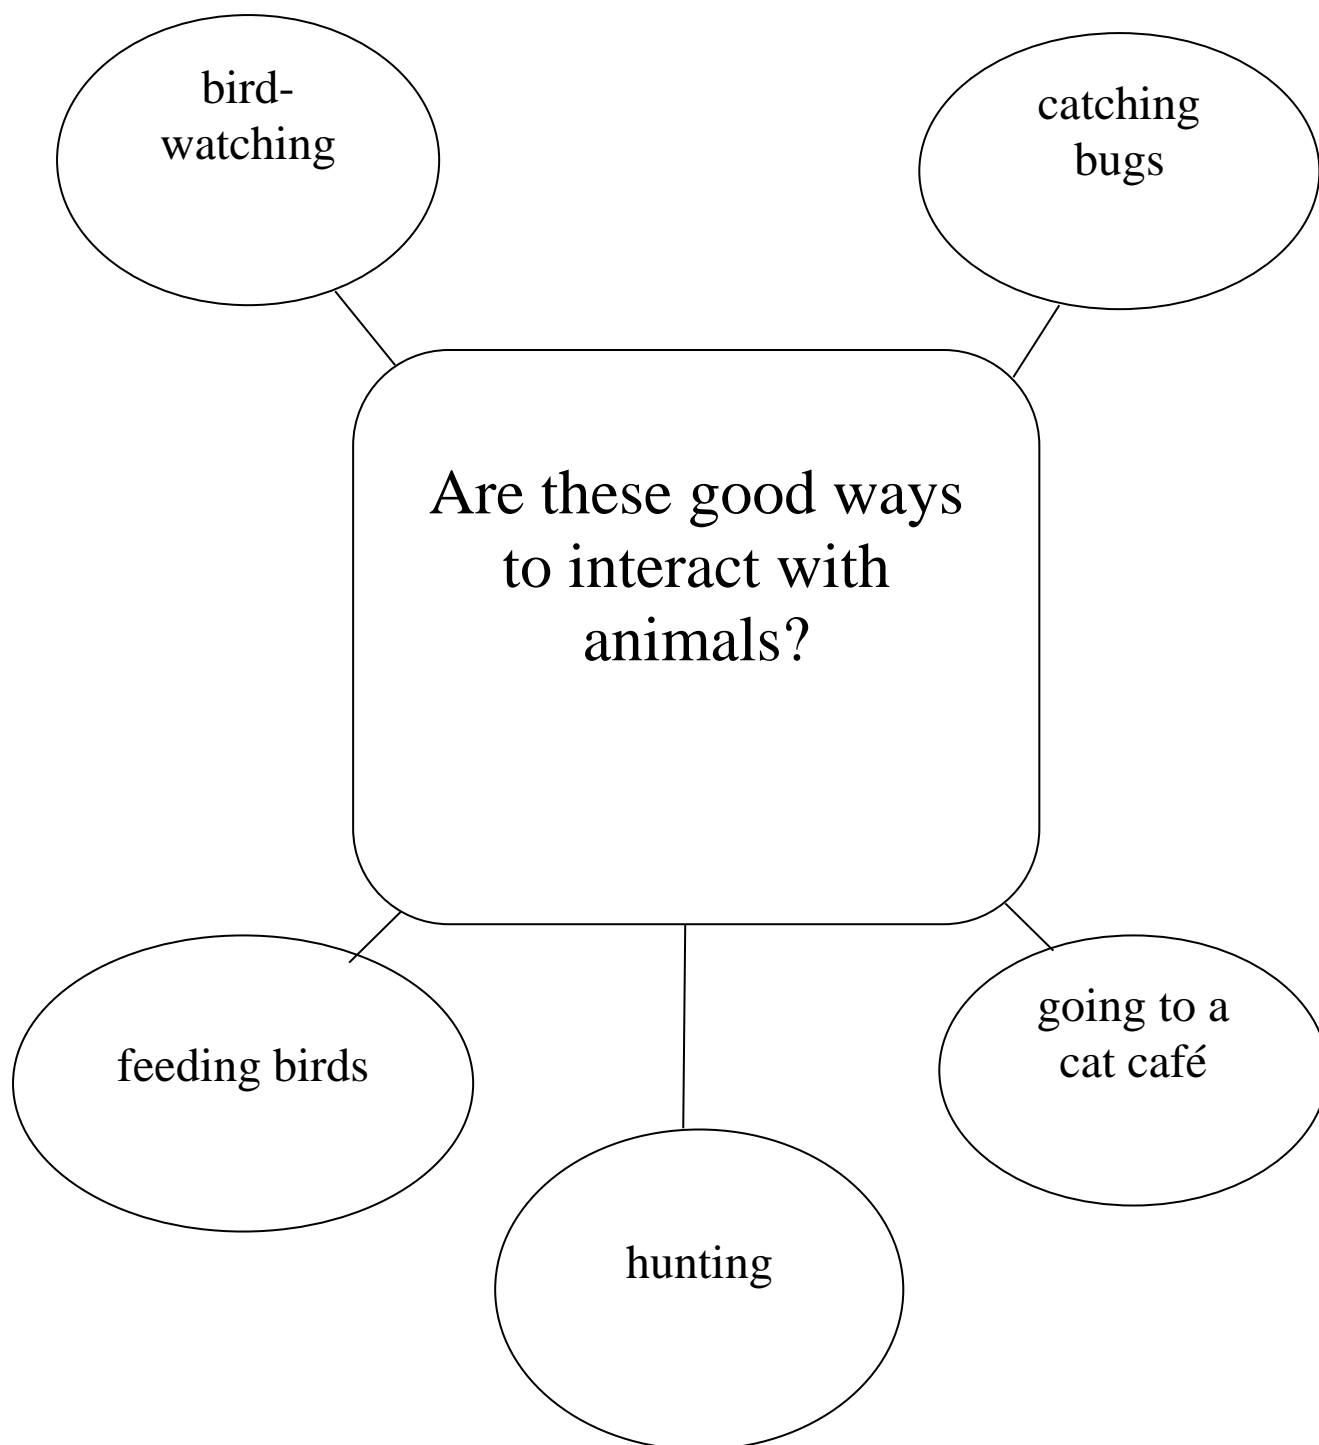 bird-
watching
catching
bugs
Are these good ways
to interact with
animals?
feeding birds
going to a
cat café
hunting